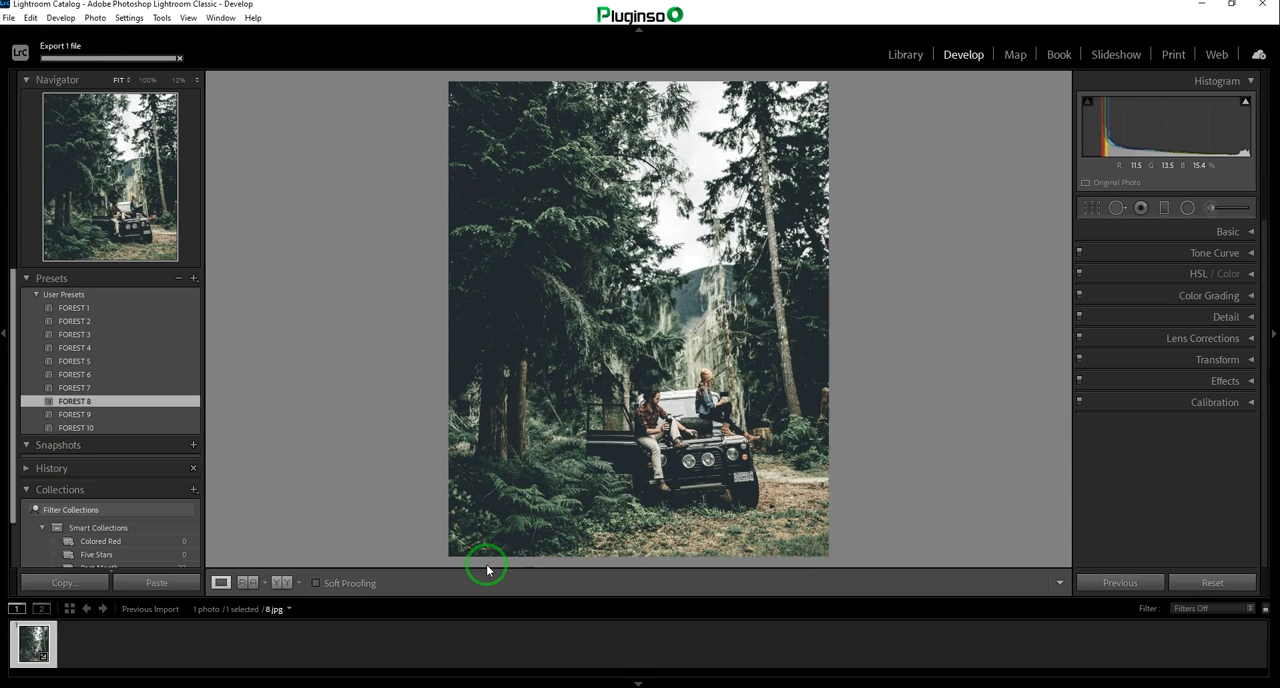 Lightroom Catalog - Adobe Photoshop Lightroom Classic - Develop
File Edit Develop Photo Settings Tools View Window Help
Pluginso
LrC
Export 1 file
Library Develop Map Book Slideshow Print Web
Navigator FIT 100% 12%
Histogram
R 11.5 G 13.5 B 15.4 %
Original Photo
Basic
Tone Curve
HSL / Color
Color Grading
Detail
Lens Corrections
Transform
Effects
Calibration
Presets
User Presets
FOREST 1
FOREST 2
FOREST 3
FOREST 4
FOREST 5
FOREST 6
FOREST 7
FOREST 8
FOREST 9
FOREST 10
Snapshots
History
Collections
Filter Collections
Smart Collections
Colored Red 0
Five Stars 0
Copy... Paste
Soft Proofing
Previous Reset
1 2 Previous Import 1 photo / 1 selected / 8.jpg
Filter : Filters Off